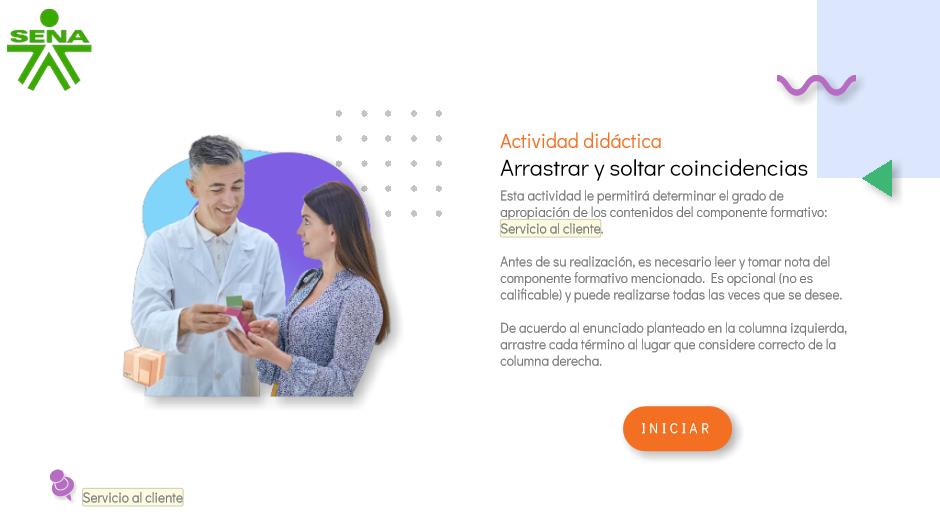 SENA
Actividad didáctica
Arrastrar y soltar coincidencias
Esta actividad le permitirá determinar el grado de
apropiación de los contenidos del componente formativo:
Servicio al cliente.
Antes de su realización, es necesario leer y tomar nota del
componente formativo mencionado. Es opcional (no es
calificable) y puede realizarse todas las veces que se desee.
De acuerdo al enunciado planteado en la columna izquierda,
arrastre cada término al lugar que considere correcto de la
columna derecha.
INICIAR
Servicio al cliente